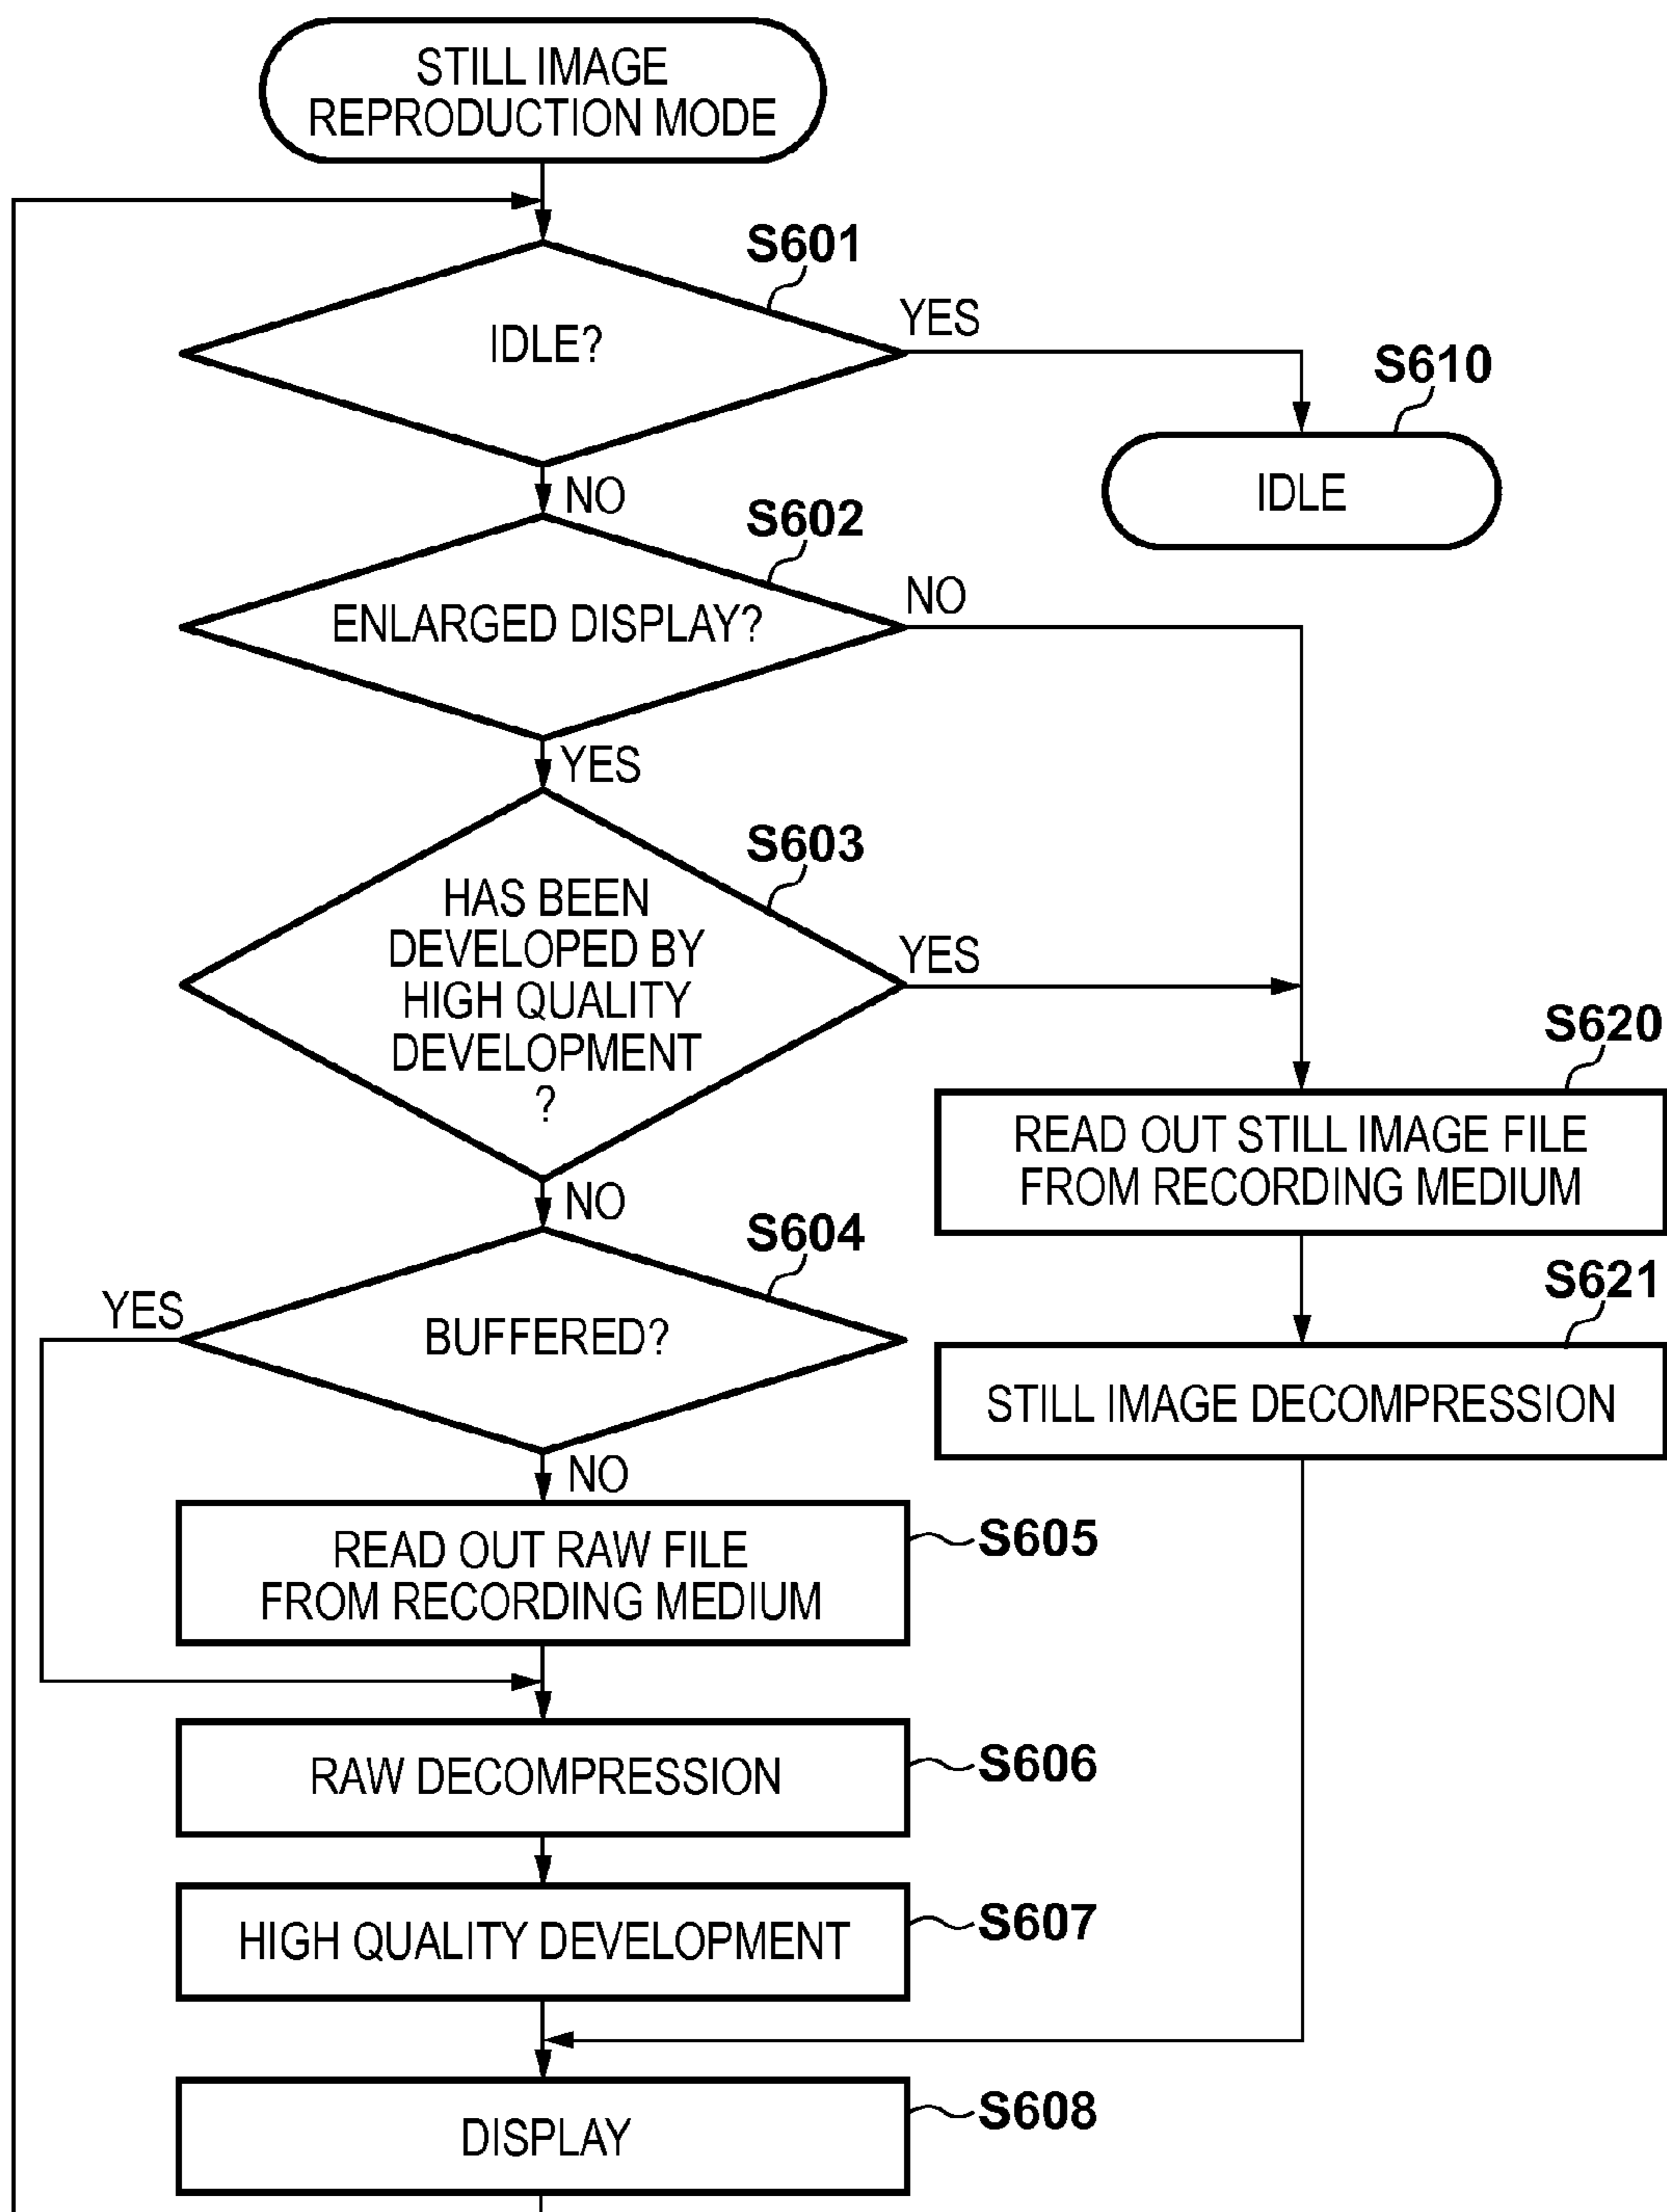 STILL IMAGE
REPRODUCTION MODE
S601
IDLE?
YES
S610
IDLE
NO
S602
ENLARGED DISPLAY?
NO
YES
S603
HAS BEEN
DEVELOPED BY
HIGH QUALITY
DEVELOPMENT
?
YES
S620
READ OUT STILL IMAGE FILE
FROM RECORDING MEDIUM
NO
S604
BUFFERED?
YES
S621
STILL IMAGE DECOMPRESSION
NO
READ OUT RAW FILE
FROM RECORDING MEDIUM
S605
RAW DECOMPRESSION
S606
HIGH QUALITY DEVELOPMENT
S607
DISPLAY
S608